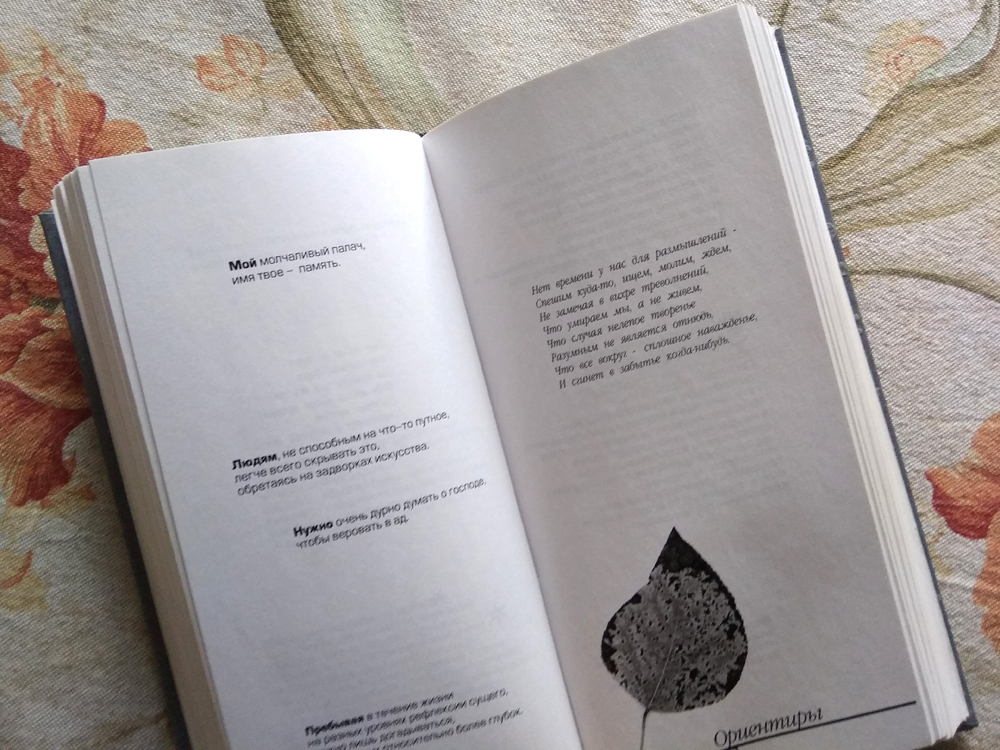 Мой молчаливый палач,
имя твое – память.
Людям, не способным на что–то путное,
легче всего скрывать это,
обретаясь на задворках искусства.
Нужно очень дурно думать о господе,
чтобы веровать в ад.
Пребывая в течение жизни
на разных уровнях рефлексии сущего,
лишь догадываться,
относительно более глубок.
Нет времени у нас для размышлений -
Спешим куда-то, ищем, молим, ждем,
Не замечая в вихре треволнений,
Что умираем мы, а не живем,
Что случая нелепое творенье
Разумным не является отнюдь,
Что все вокруг - сплошное наважденье,
И сгинет в забытье когда-нибудь.
Ориентиры